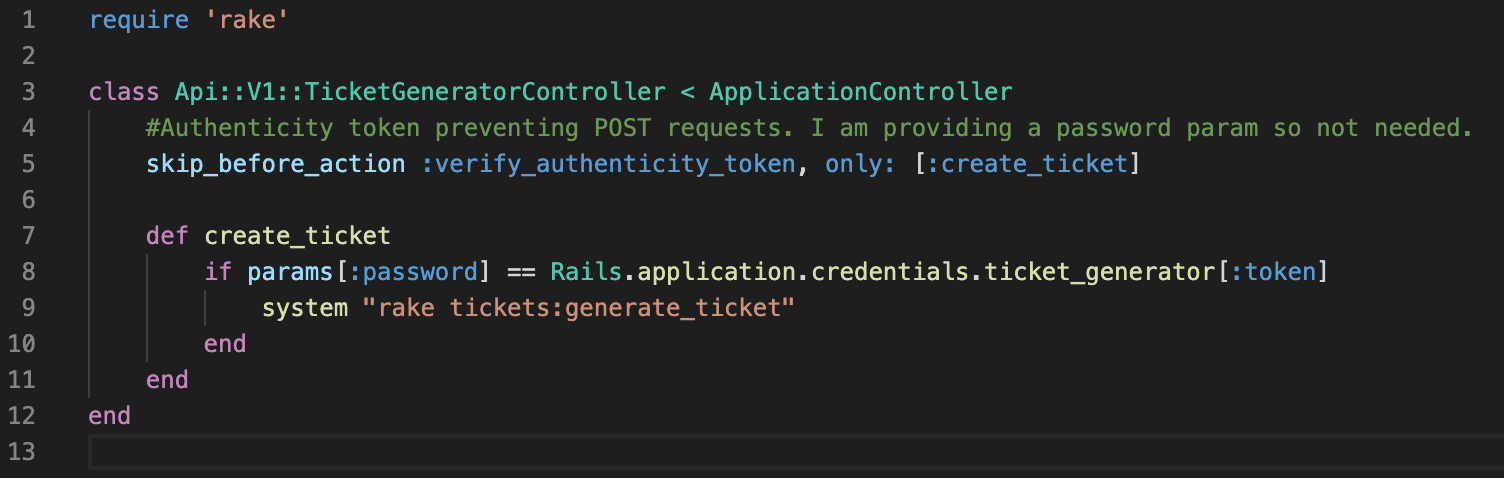 1 require 'rake'
2
3 class Api::V1::TicketGeneratorController < ApplicationController
4 #Authenticity token preventing POST requests. I am providing a password param so not needed.
5 skip_before_action :verify_authenticity_token, only: [:create_ticket]
6
7 def create_ticket
8 if params[:password] == Rails.application.credentials.ticket_generator[:token]
9 system "rake tickets:generate_ticket"
10 end
11 end
12 end
13